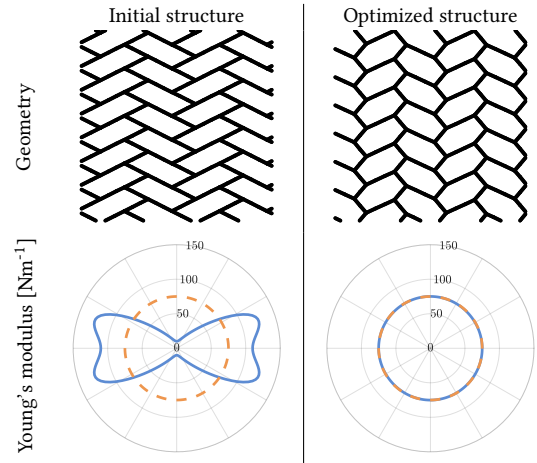 Initial structure
Optimized structure
Geometry
Young's modulus [Nm-1]
150
100
50
0
150
100
50
0